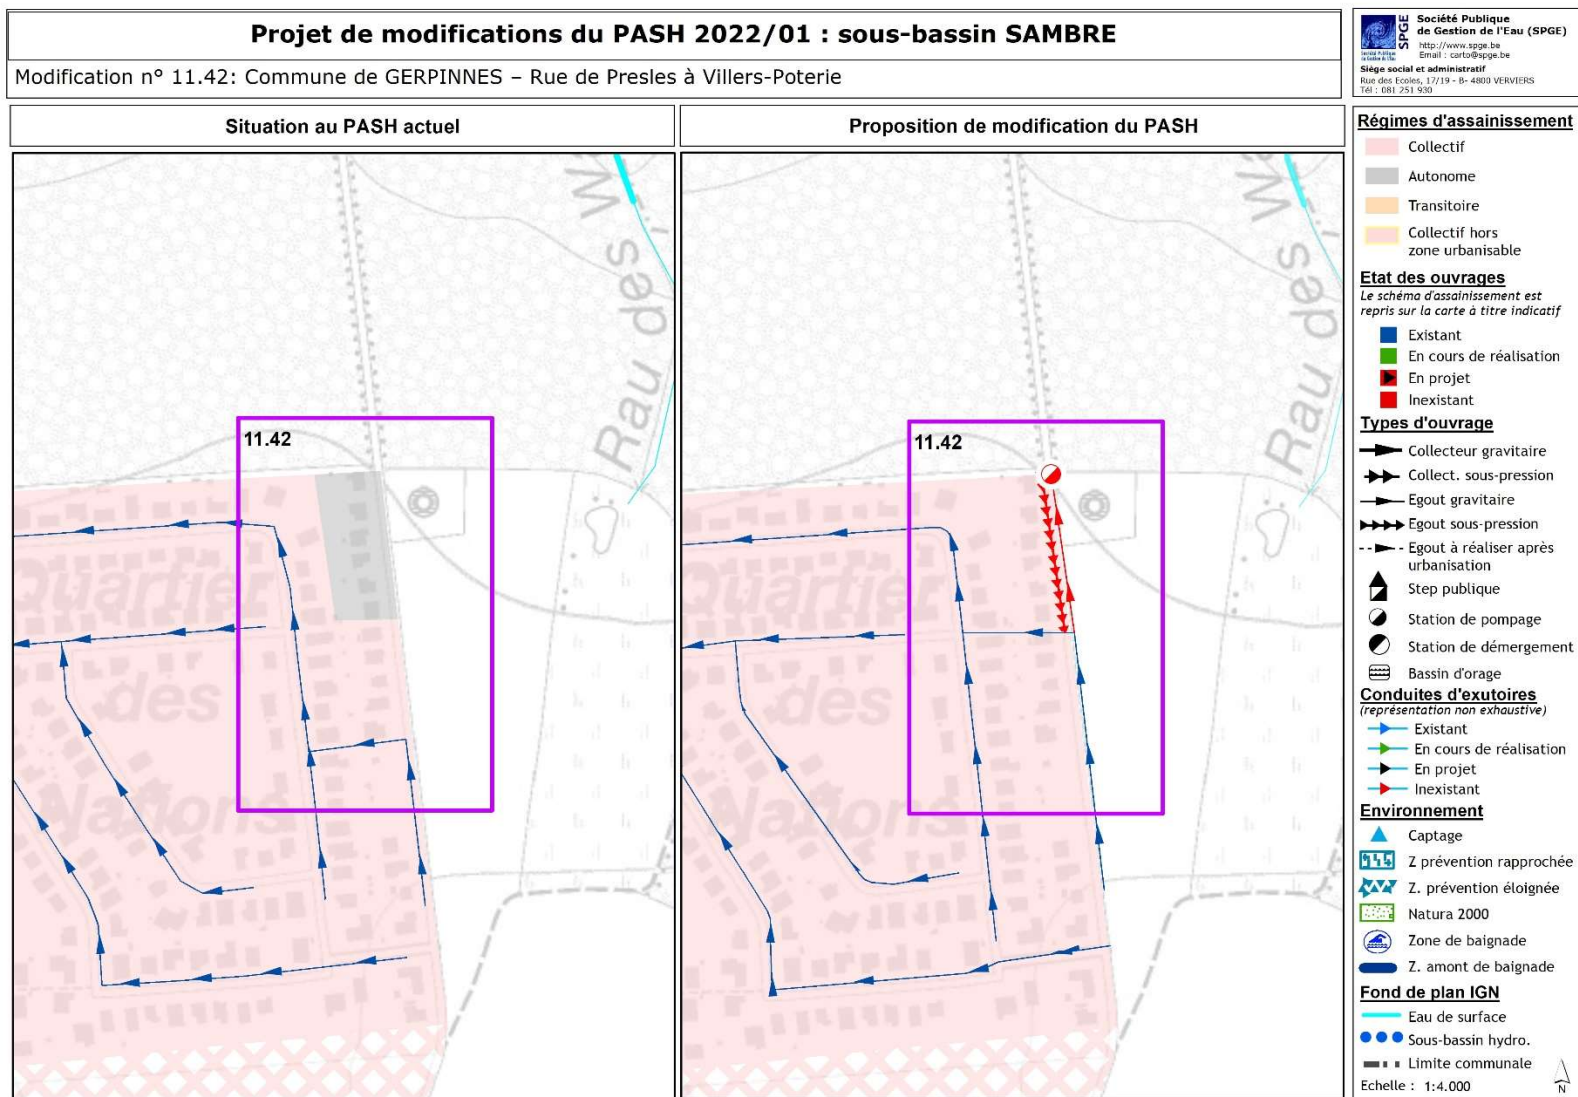 Projet de modifications du PASH 2022/01 : sous-bassin SAMBRE
Modification n° 11.42: Commune de GERPINNES – Rue de Presles à Villers-Poterie
SPGE
Société Publique
de Gestion de l'Eau (SPGE)
http://www.spge.be
Email : carto@spge.be
Siège social et administratif
Rue des Ecoles, 17/19 - B- 4800 VERVIERS
Tél : 081 251 930
Situation au PASH actuel
11.42
Rau des
Quartier
des
Nations
Proposition de modification du PASH
11.42
Rau des
Quartier
des
Nations
Régimes d'assainissement
Collectif
Autonome
Transitoire
Collectif hors
zone urbanisable
Etat des ouvrages
Le schéma d'assainissement est
repris sur la carte à titre indicatif
Existant
En cours de réalisation
En projet
Inexistant
Types d'ouvrage
Collecteur gravitaire
Collect. sous-pression
Egout gravitaire
Egout sous-pression
Egout à réaliser après
urbanisation
Step publique
Station de pompage
Station de démergement
Bassin d'orage
Conduites d'exutoires
(représentation non exhaustive)
Existant
En cours de réalisation
En projet
Inexistant
Environnement
Captage
Z prévention rapprochée
Z. prévention éloignée
Natura 2000
Zone de baignade
Z. amont de baignade
Fond de plan IGN
Eau de surface
Sous-bassin hydro.
Limite communale
Echelle : 1:4.000
N